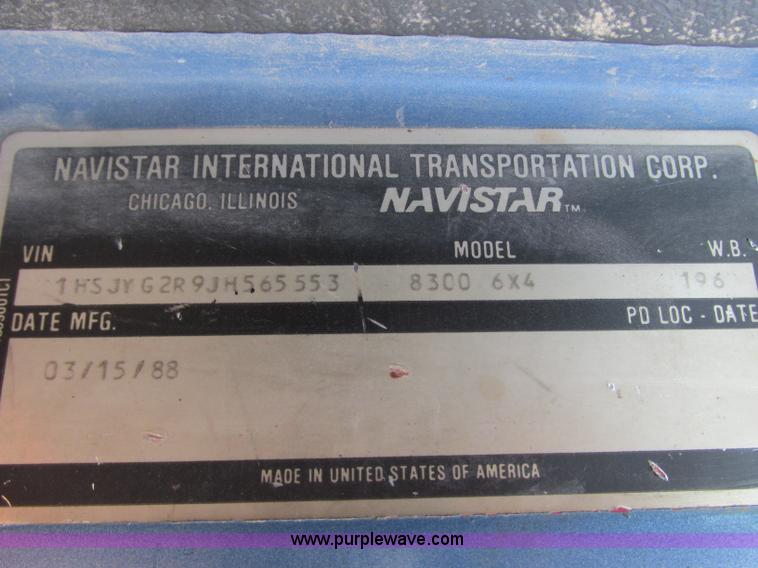 NAVISTAR INTERNATIONAL TRANSPORTATION CORP.
CHICAGO, ILLINOIS NAVISTAR™
VIN MODEL W.B.
1HSJYG2R9JH565553 8300 6X4 196
DATE MFG. PD LOC - DATE
03/15/88
MADE IN UNITED STATES OF AMERICA
www.purplewave.com